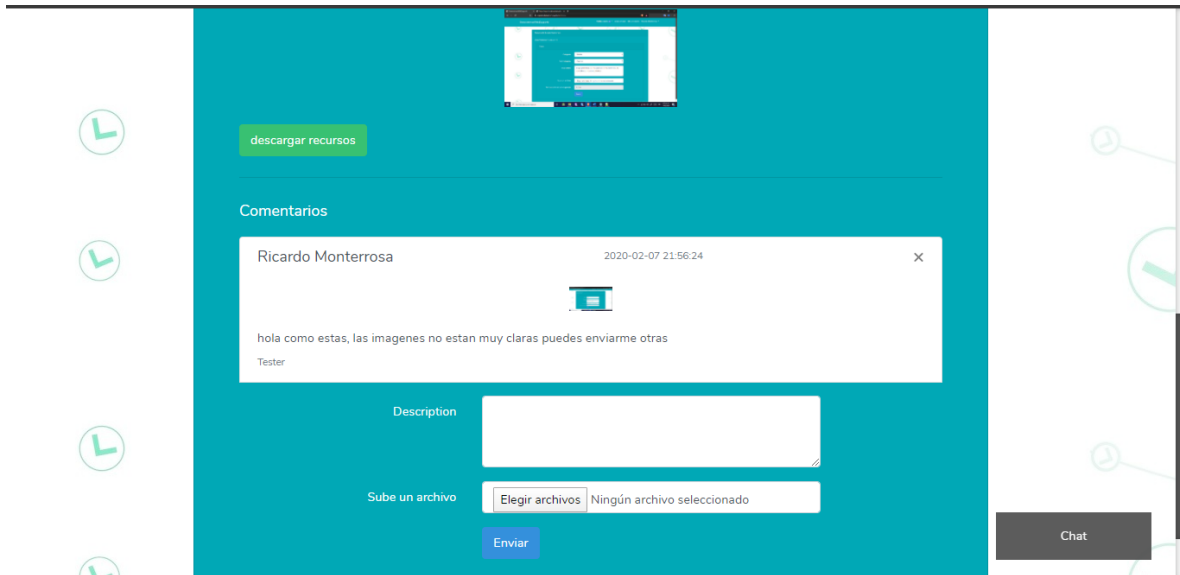 descargar recursos
Comentarios
Ricardo Monterrosa 2020-02-07 21:56:24 ×
hola como estas, las imagenes no estan muy claras puedes enviarme otras
Tester
Description
Sube un archivo Elegir archivos Ningún archivo seleccionado
Enviar
Chat